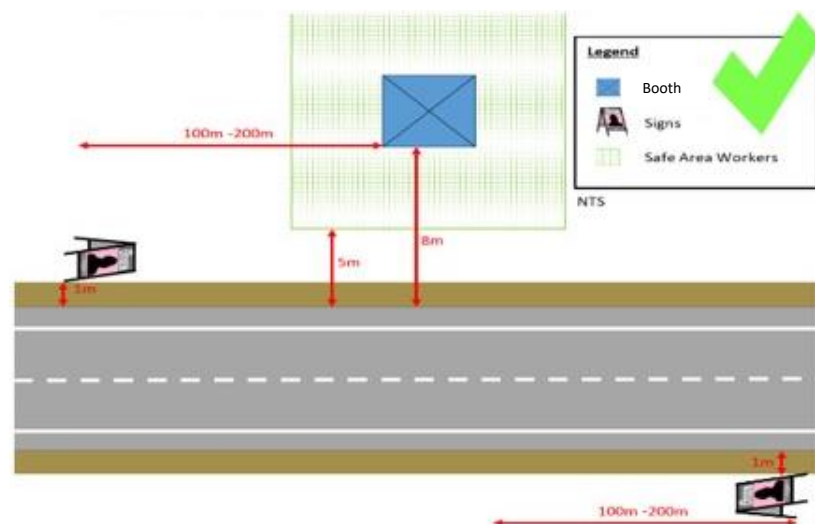 Legend
Booth
Signs
Safe Area Workers
NTS
100m -200m
8m
5m
1m
1m
100m -200m